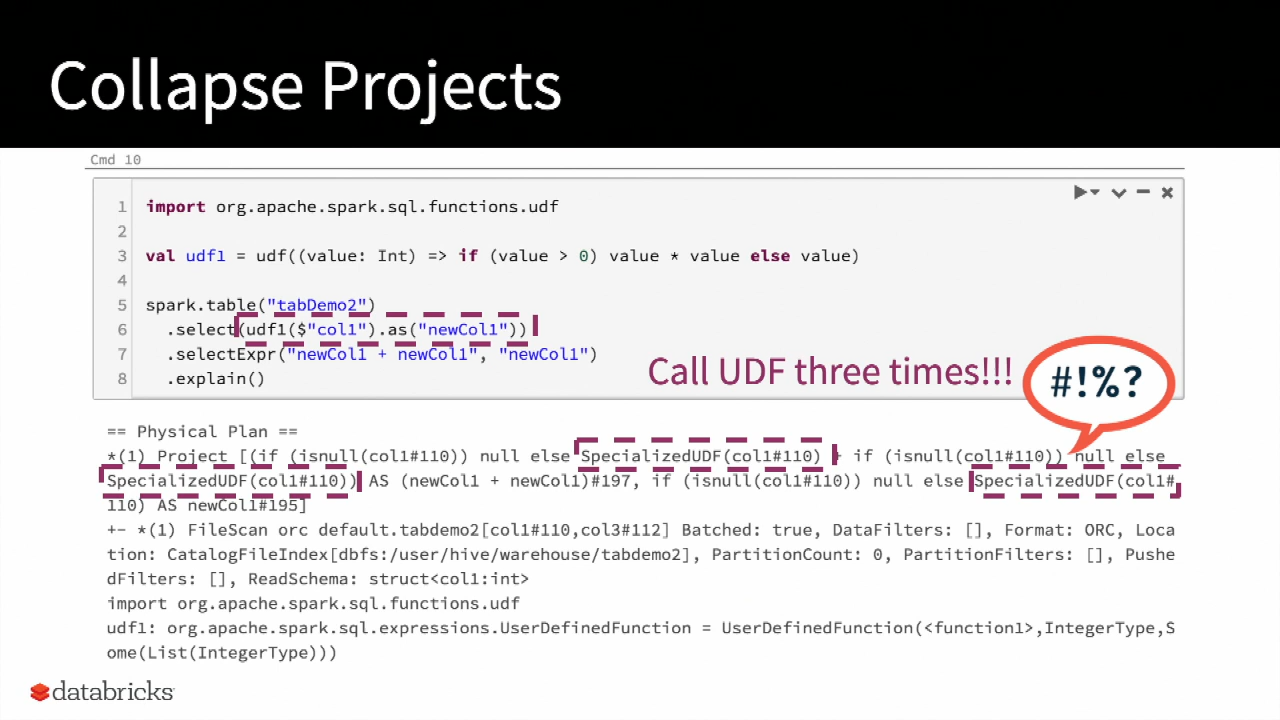 Collapse Projects
Cmd 10
1 import org.apache.spark.sql.functions.udf
2
3 val udf1 = udf((value: Int) => if (value > 0) value * value else value)
4
5 spark.table("tabDemo2")
6 .select(udf1($"col1").as("newCol1"))
7 .selectExpr("newCol1 + newCol1", "newCol1")
8 .explain()
Call UDF three times!!!
#!%?
== Physical Plan ==
*(1) Project [(if (isnull(col1#110)) null else SpecializedUDF(col1#110) + if (isnull(col1#110)) null else
SpecializedUDF(col1#110)) AS (newCol1 + newCol1)#197, if (isnull(col1#110)) null else SpecializedUDF(col1#
110) AS newCol1#195]
+- *(1) FileScan orc default.tabdemo2[col1#110,col3#112] Batched: true, DataFilters: [], Format: ORC, Loca
tion: CatalogFileIndex[dbfs:/user/hive/warehouse/tabdemo2], PartitionCount: 0, PartitionFilters: [], Pushe
dFilters: [], ReadSchema: struct<col1:int>
import org.apache.spark.sql.functions.udf
udf1: org.apache.spark.sql.expressions.UserDefinedFunction = UserDefinedFunction(<function1>,IntegerType,S
ome(List(IntegerType)))
databricks